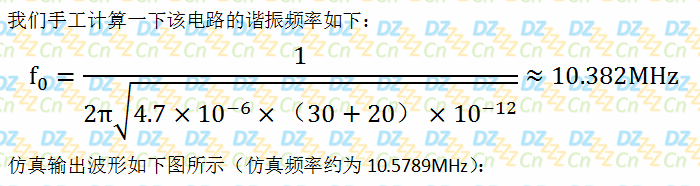 我们手工计算一下该电路的谐振频率如下：
f₀ = 1 / (2π√(4.7 × 10⁻⁶ × （30 + 20） × 10⁻¹²)) ≈ 10.382MHz
仿真输出波形如下图所示（仿真频率约为 10.5789MHz）：